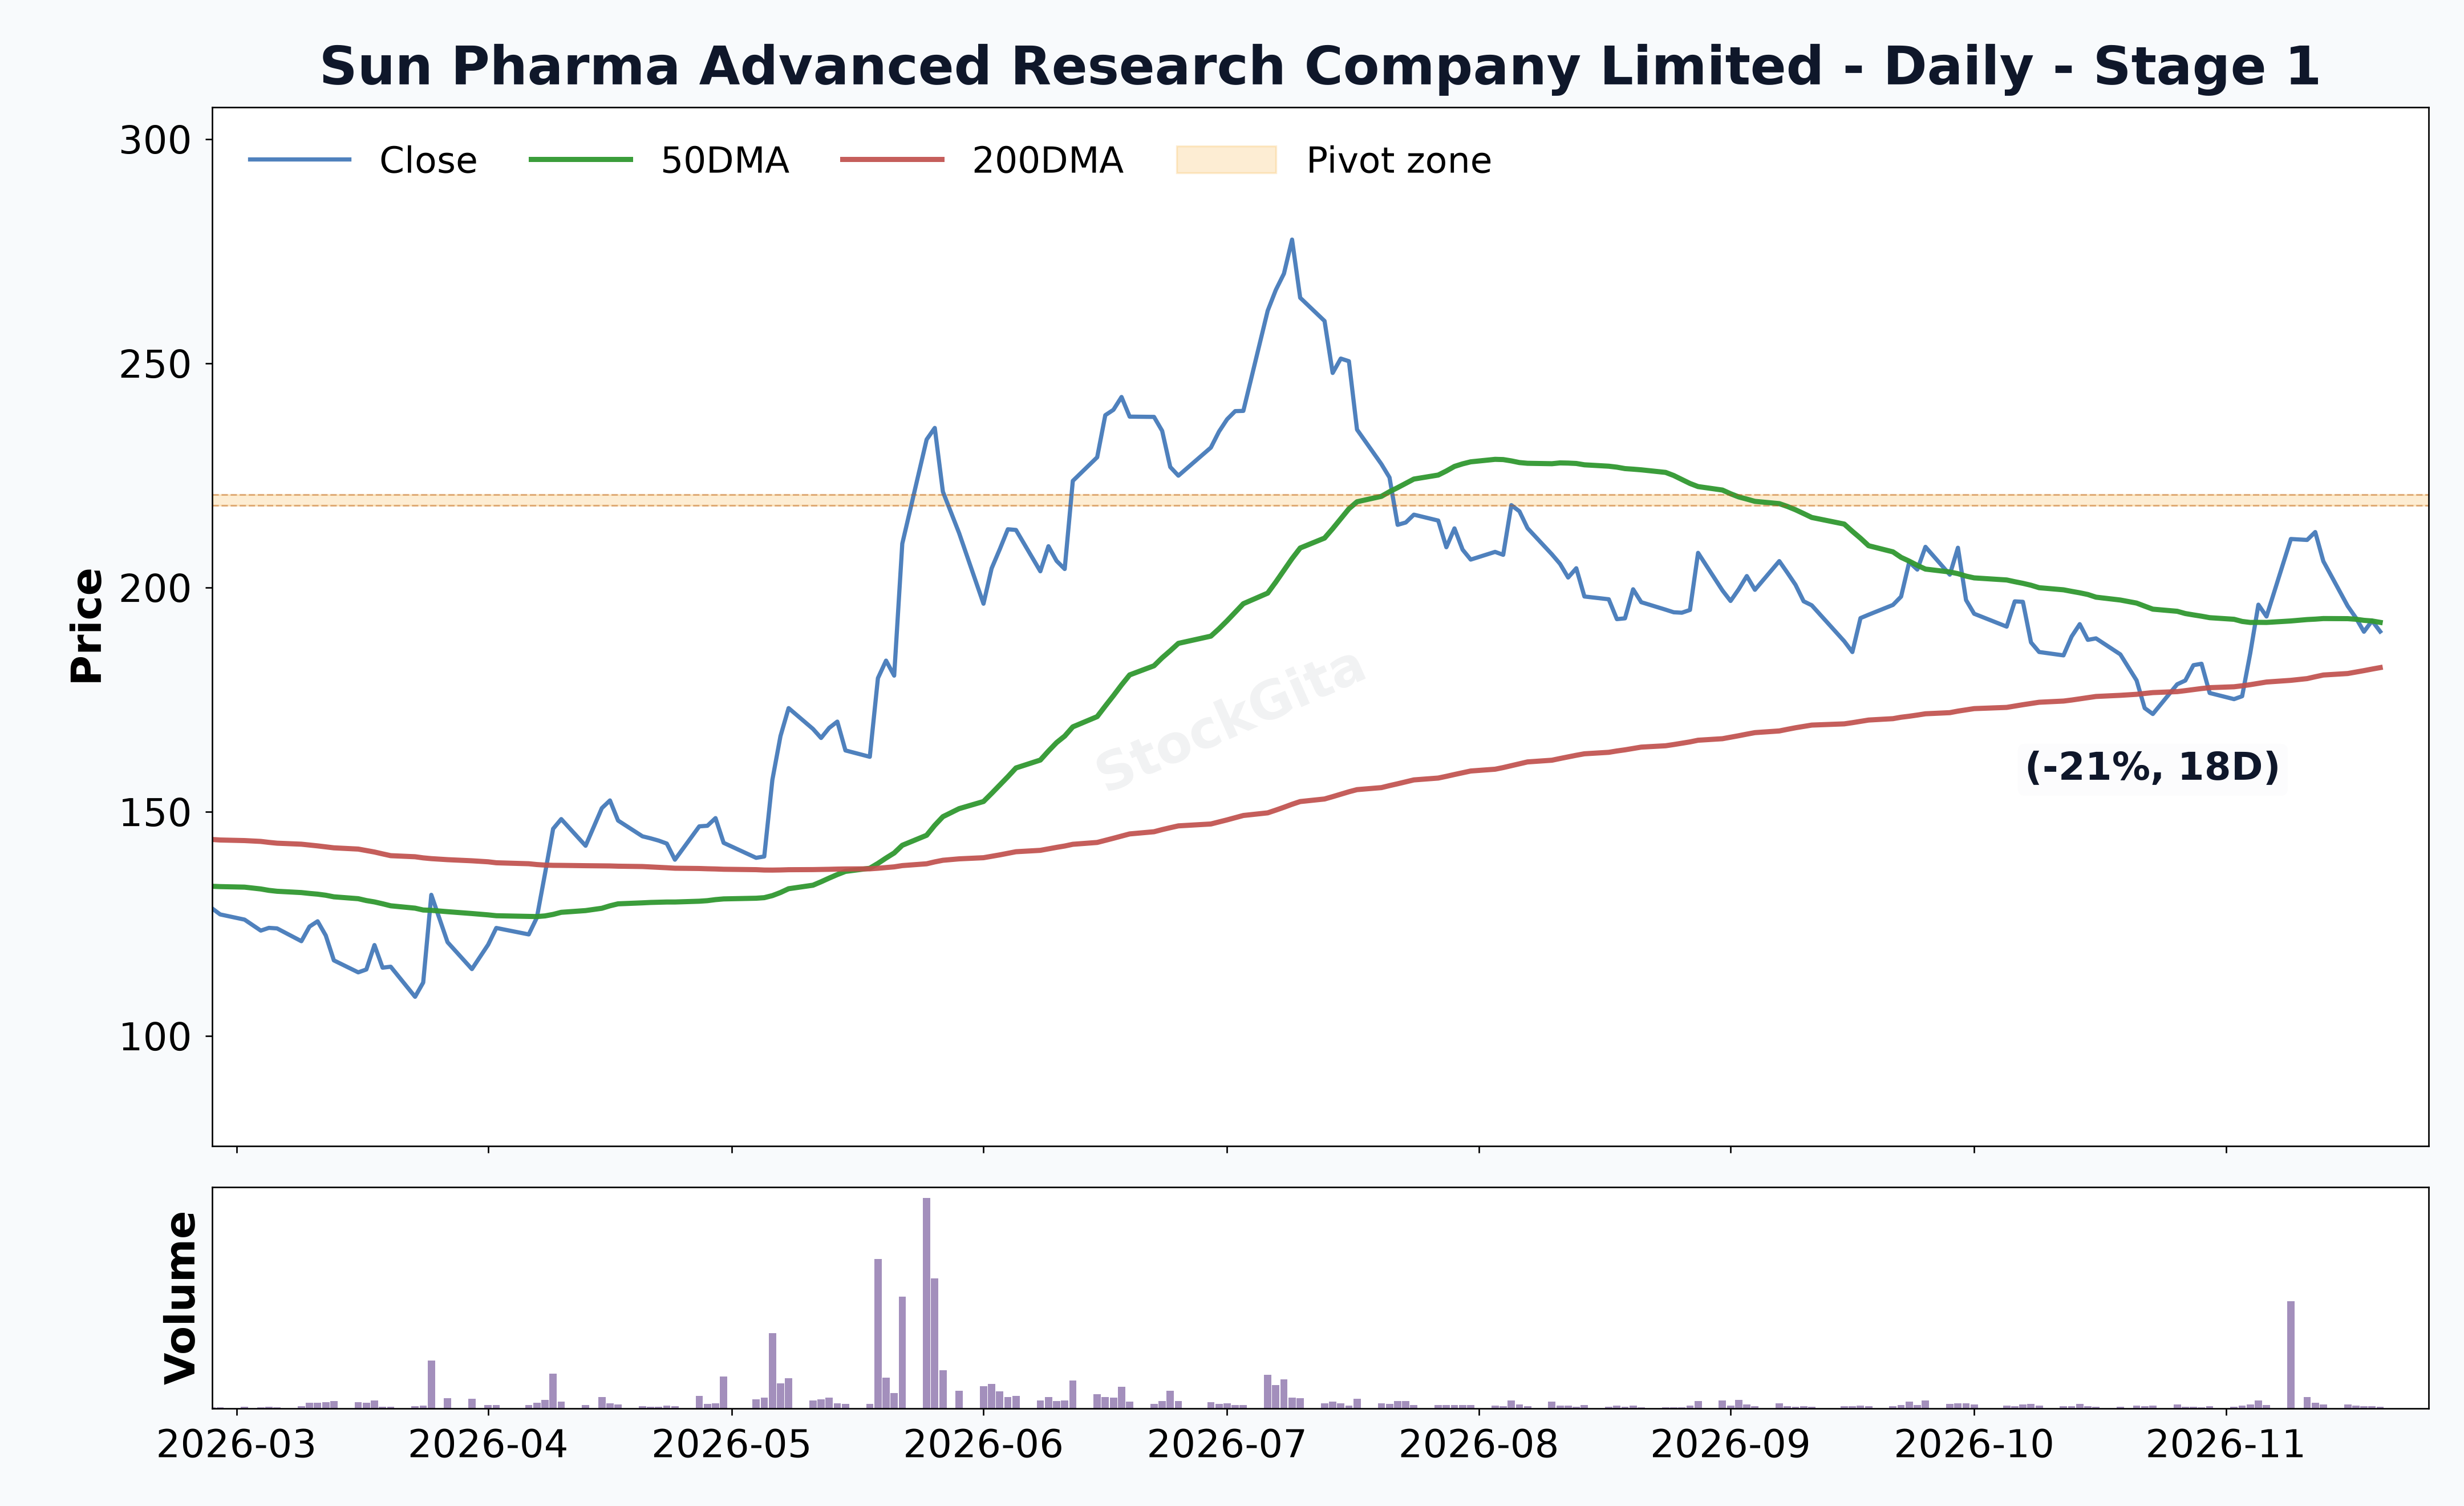 Sun Pharma Advanced Research Company Limited - Daily - Stage 1
Close 50DMA 200DMA Pivot zone
Price
300
250
200
150
100
StockGita
(-21%, 18D)
Volume
2026-03 2026-04 2026-05 2026-06 2026-07 2026-08 2026-09 2026-10 2026-11